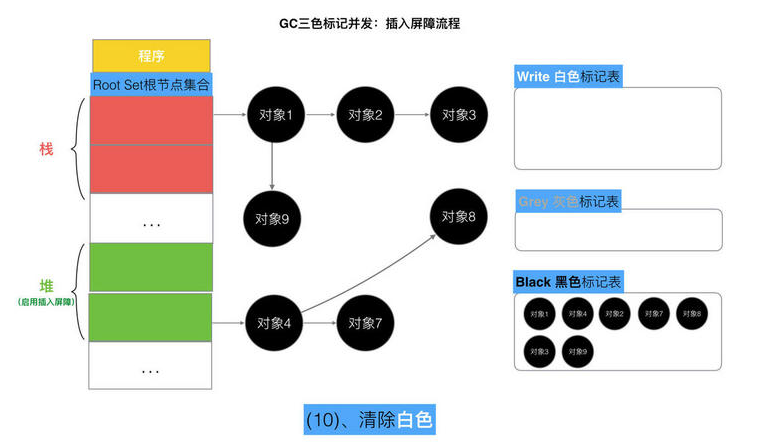 GC三色标记并发：插入屏障流程
程序
Root Set根节点集合
栈
...
堆
(启用插入屏障)
...
对象1
对象2
对象3
对象9
对象8
对象4
对象7
Write 白色标记表
Grey 灰色标记表
Black 黑色标记表
对象1 对象4 对象2 对象7 对象8
对象3 对象9
(10)、清除白色